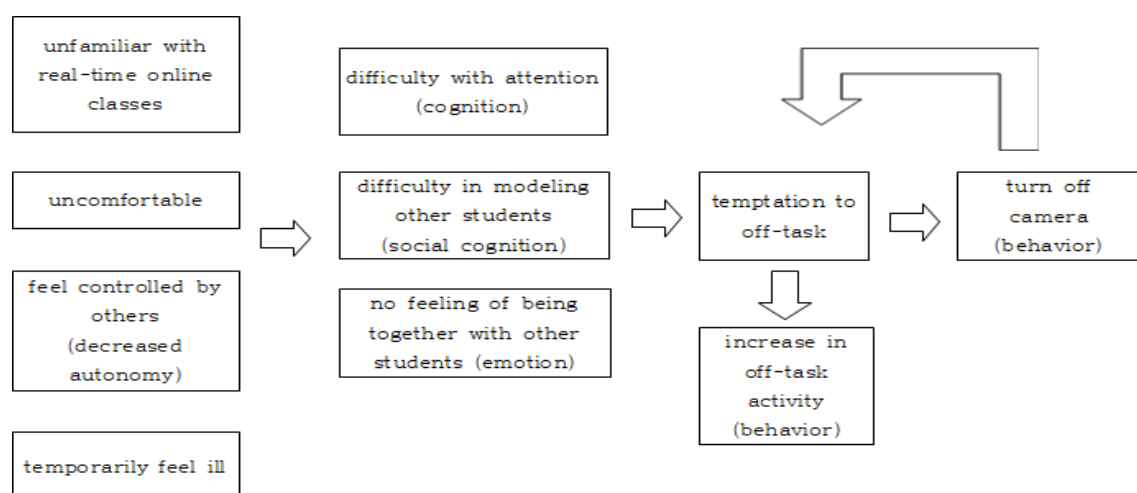 unfamiliar with
real-time online
classes
uncomfortable
feel controlled by
others
(decreased
autonomy)
temporarily feel ill
difficulty with attention
(cognition)
difficulty in modeling
other students
(social cognition)
no feeling of being
together with other
students (emotion)
temptation to
off-task
increase in
off-task
activity
(behavior)
turn off
camera
(behavior)